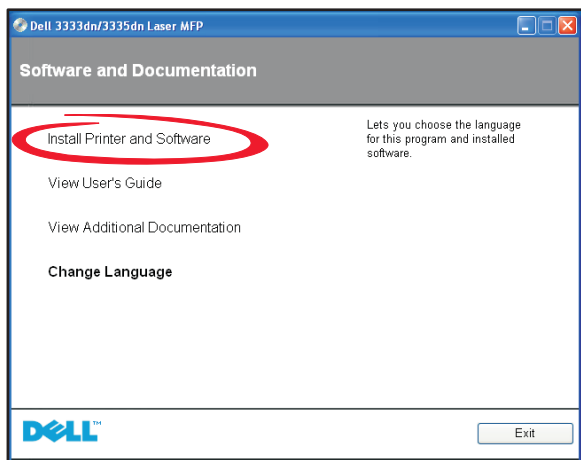 Dell 3333dn/3335dn Laser MFP
Software and Documentation
Install Printer and Software
Lets you choose the language
for this program and installed
software.
View User's Guide
View Additional Documentation
Change Language
DELL™
Exit